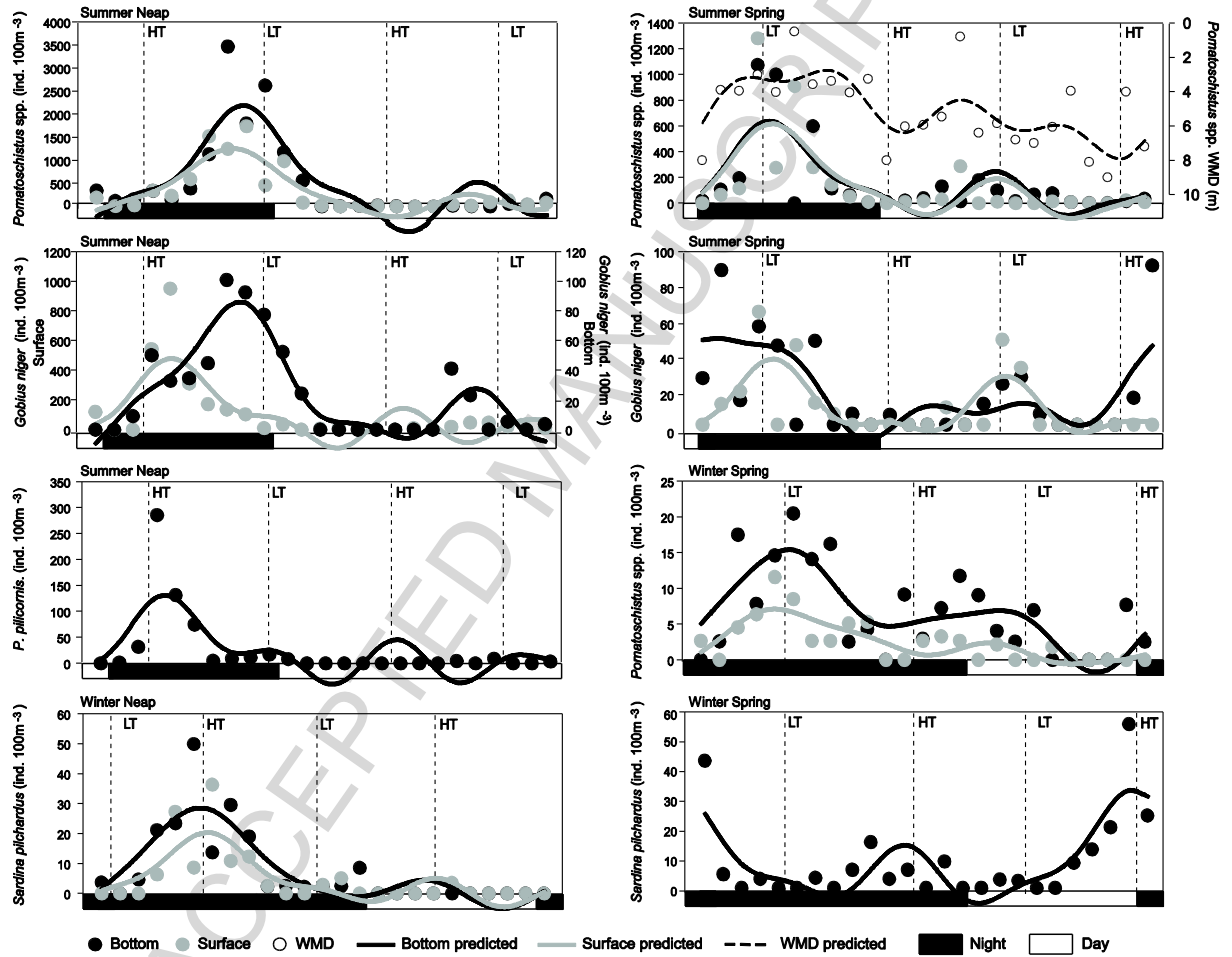 Summer Neap
Pomatoschistus spp. (ind. 100m -3)
4000
3500
3000
2500
2000
1500
1000
500
0
HT
LT
HT
LT
Summer Spring
Pomatoschistus spp. (ind. 100m -3)
1400
1200
1000
800
600
400
200
0
LT
HT
LT
HT
0
2
4
6
8
10
Pomatoschistus spp. WMD (m)
Summer Neap
Gobius niger (ind. 100m -3)
Surface
1200
1000
800
600
400
200
0
HT
LT
HT
LT
120
100
80
60
40
20
0
Gobius niger (ind. 100m -3)
Bottom
Summer Spring
Gobius niger (ind. 100m -3)
100
80
60
40
20
0
LT
HT
LT
HT
Summer Neap
P. pilicornis. (ind. 100m -3)
350
300
250
200
150
100
50
0
HT
LT
HT
LT
Winter Spring
Pomatoschistus spp. (ind. 100m -3)
25
20
15
10
5
0
LT
HT
LT
HT
Winter Neap
Sardina pilchardus (ind. 100m -3)
60
50
40
30
20
10
0
LT
HT
LT
HT
Winter Spring
Sardina pilchardus (ind. 100m -3)
60
50
40
30
20
10
0
LT
HT
LT
HT
Bottom Surface WMD Bottom predicted Surface predicted WMD predicted Night Day
ACCEPTED MANUSCRIP